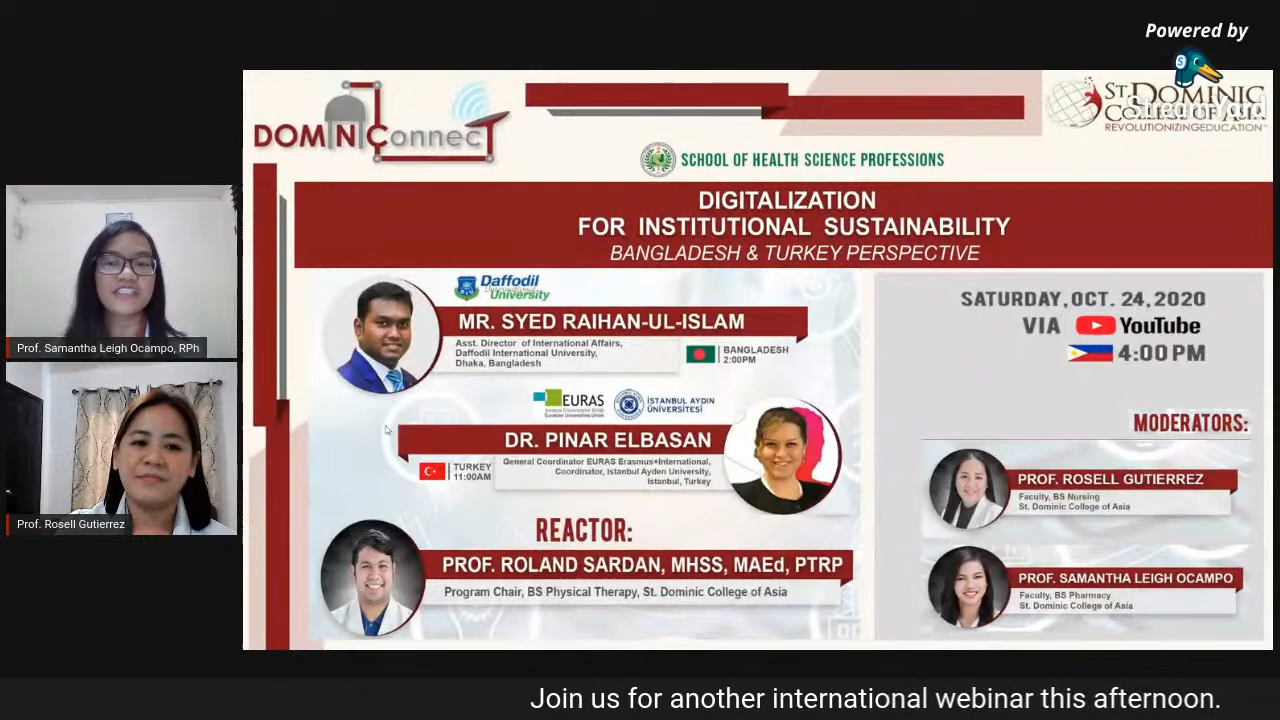 Powered by
StreamYard
DOMINIConnecT
ST. DOMINIC
COLLEGE OF ASIA
REVOLUTIONIZING EDUCATION
SCHOOL OF HEALTH SCIENCE PROFESSIONS
DIGITALIZATION
FOR INSTITUTIONAL SUSTAINABILITY
BANGLADESH & TURKEY PERSPECTIVE
Daffodil
International
University
MR. SYED RAIHAN-UL-ISLAM
Asst. Director of International Affairs,
Daffodil International University,
Dhaka, Bangladesh
BANGLADESH
2:00PM
EURAS
İSTANBUL AYDIN
ÜNİVERSİTESİ
DR. PINAR ELBASAN
TURKEY
11:00AM
General Coordinator EURAS Erasmus+International,
Coordinator, Istanbul Ayden University,
Istanbul, Turkey
REACTOR:
PROF. ROLAND SARDAN, MHSS, MAEd, PTRP
Program Chair, BS Physical Therapy, St. Dominic College of Asia
SATURDAY, OCT. 24, 2020
VIA YouTube
4:00 PM
MODERATORS:
PROF. ROSELL GUTIERREZ
Faculty, BS Nursing
St. Dominic College of Asia
PROF. SAMANTHA LEIGH OCAMPO
Faculty, BS Pharmacy
St. Dominic College of Asia
Prof. Samantha Leigh Ocampo, RPh
Prof. Rosell Gutierrez
Join us for another international webinar this afternoon.